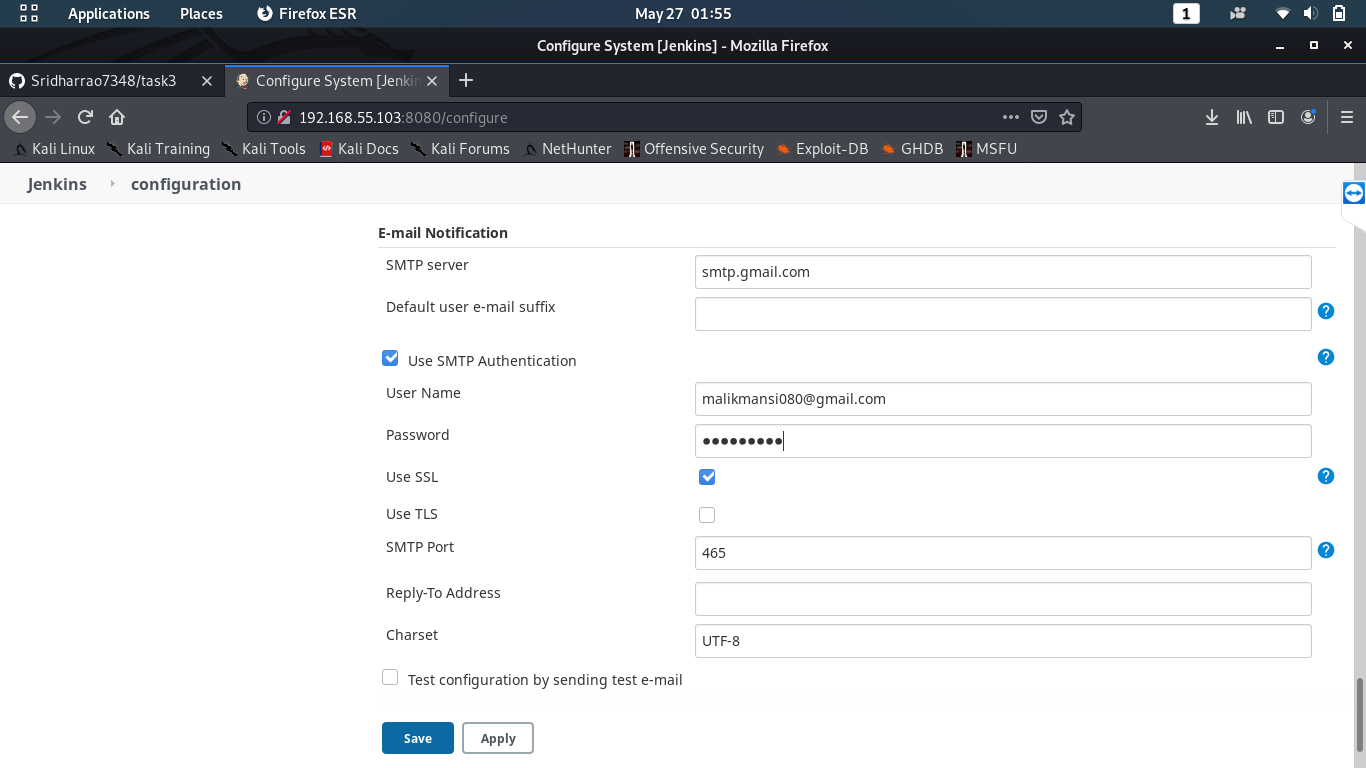 Applications Places Firefox ESR May 27 01:55 1
Configure System [Jenkins] - Mozilla Firefox
Sridharrao7348/task3 Configure System [Jenkin
192.168.55.103:8080/configure
Kali Linux Kali Training Kali Tools Kali Docs Kali Forums NetHunter Offensive Security Exploit-DB GHDB MSFU
Jenkins configuration
E-mail Notification
SMTP server smtp.gmail.com
Default user e-mail suffix
Use SMTP Authentication
User Name malikmansi080@gmail.com
Password ●●●●●●●●●
Use SSL
Use TLS
SMTP Port 465
Reply-To Address
Charset UTF-8
Test configuration by sending test e-mail
Save Apply